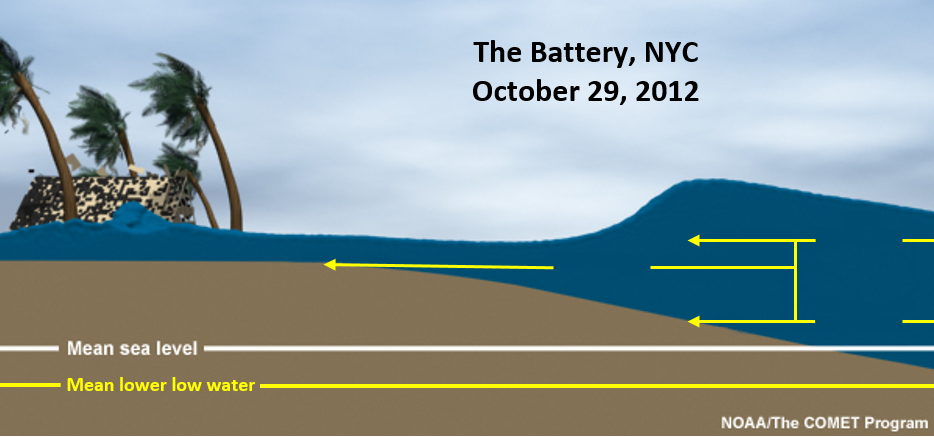 The Battery, NYC
October 29, 2012
Mean sea level
Mean lower low water
NOAA/The COMET Program